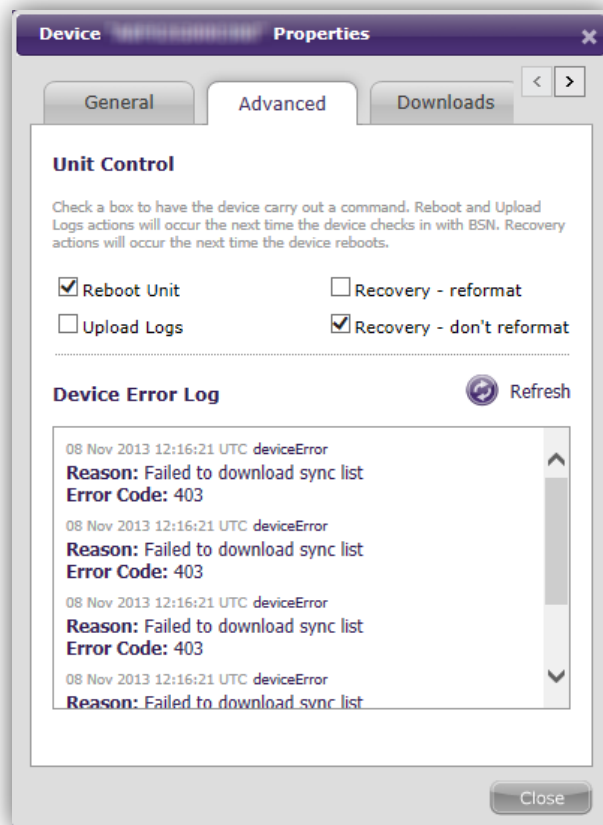 Device Properties
General Advanced Downloads
Unit Control
Check a box to have the device carry out a command. Reboot and Upload
Logs actions will occur the next time the device checks in with BSN. Recovery
actions will occur the next time the device reboots.
Reboot Unit
Recovery - reformat
Upload Logs
Recovery - don't reformat
Device Error Log
Refresh
08 Nov 2013 12:16:21 UTC deviceError
Reason: Failed to download sync list
Error Code: 403
08 Nov 2013 12:16:21 UTC deviceError
Reason: Failed to download sync list
Error Code: 403
08 Nov 2013 12:16:21 UTC deviceError
Reason: Failed to download sync list
Error Code: 403
08 Nov 2013 12:16:21 UTC deviceError
Reason: Failed to download sync list
Close